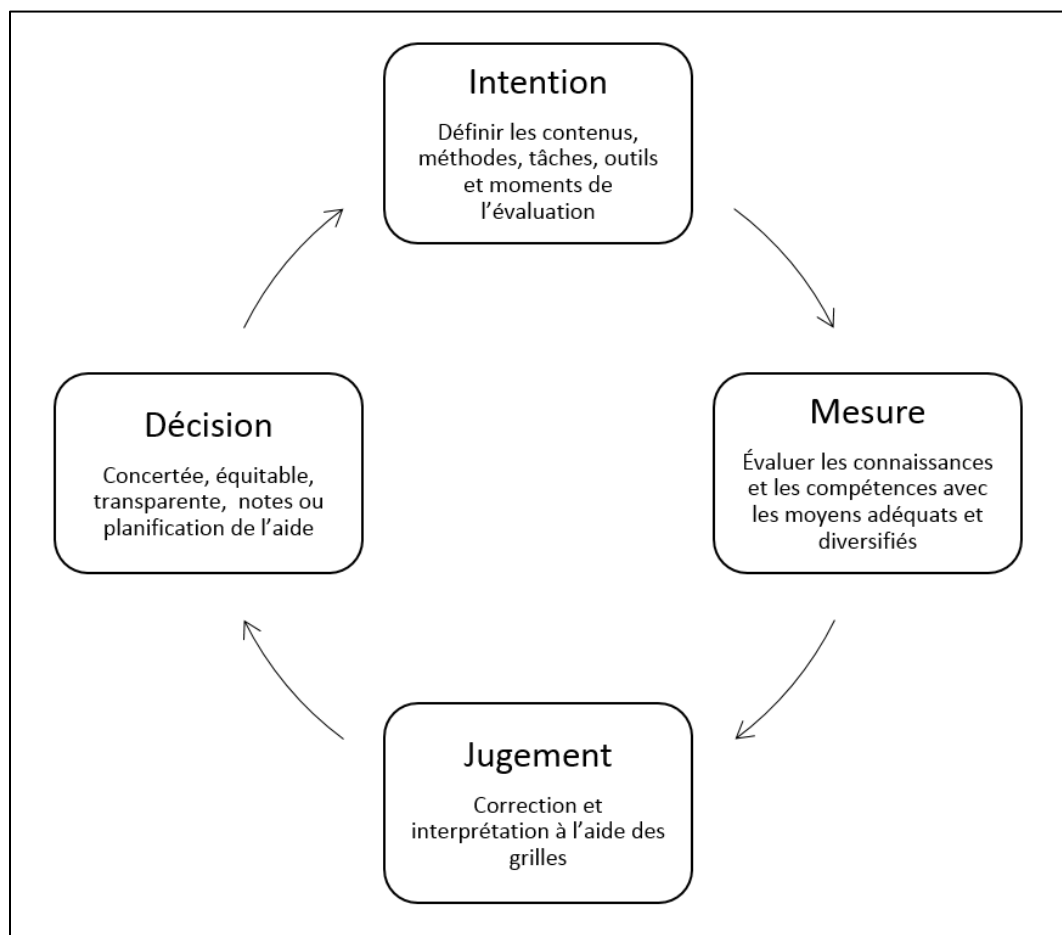 Intention
Définir les contenus,
méthodes, tâches, outils
et moments de
l’évaluation
Mesure
Évaluer les connaissances
et les compétences avec
les moyens adéquats et
diversifiés
Jugement
Correction et
interprétation à l’aide des
grilles
Décision
Concertée, équitable,
transparente,  notes ou
planification de l’aide